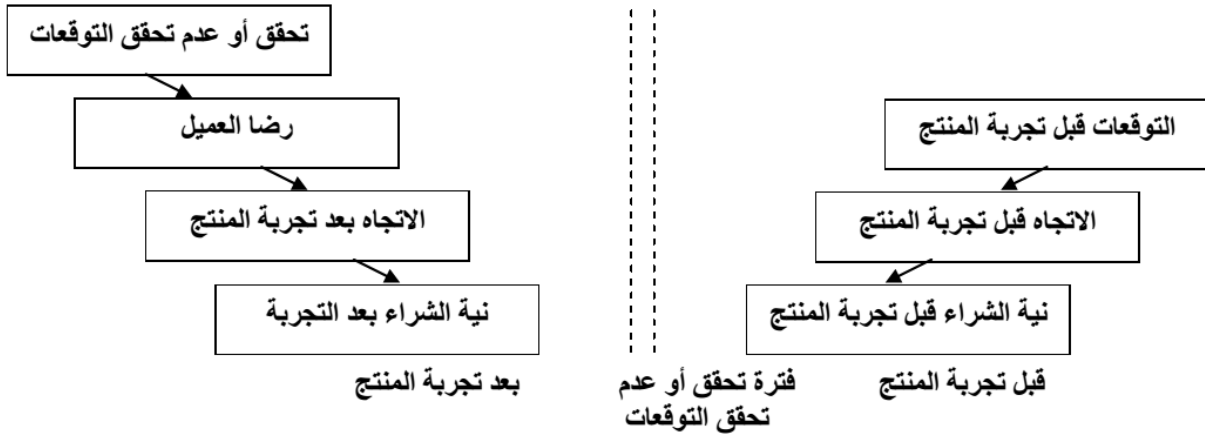 تحقق أو عدم تحقق التوقعات
التوقعات قبل تجربة المنتج
رضا العميل
الاتجاه قبل تجربة المنتج
الاتجاه بعد تجربة المنتج
نية الشراء قبل تجربة المنتج
نية الشراء بعد التجربة
قبل تجربة المنتج
فترة تحقق أو عدم
تحقق التوقعات
بعد تجربة المنتج